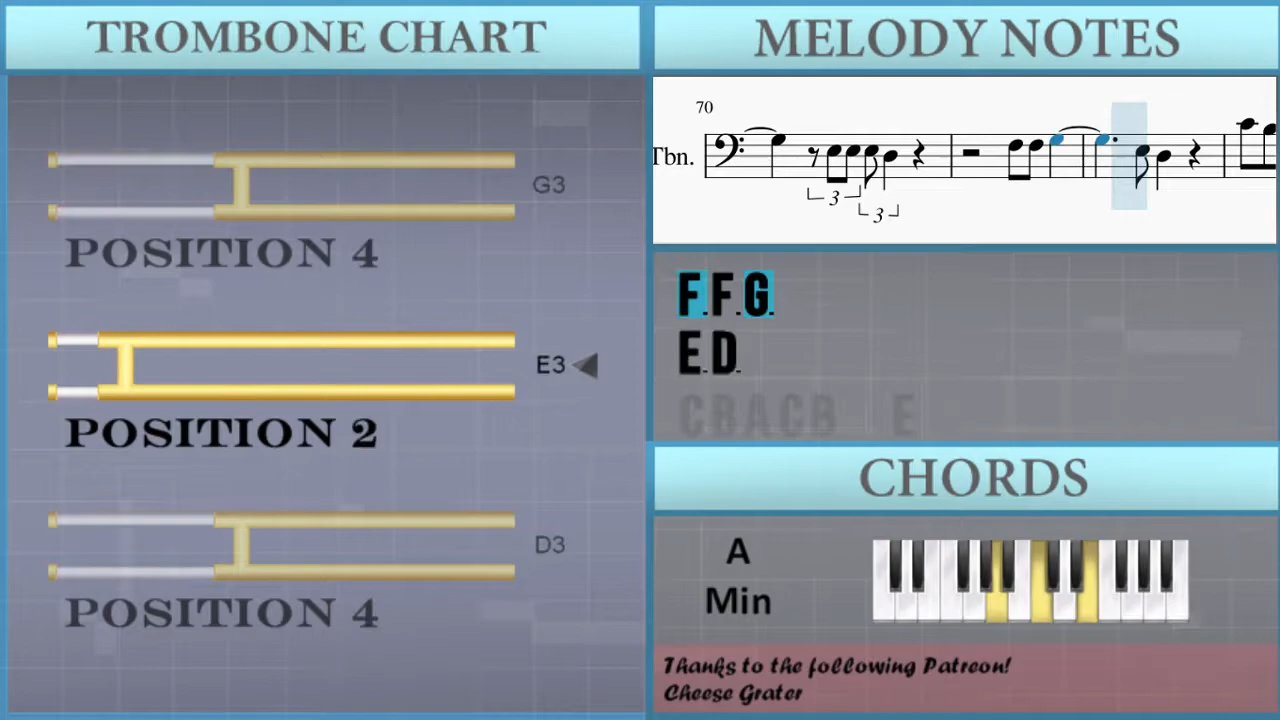 TROMBONE CHART
G3
POSITION 4
E3
POSITION 2
D3
POSITION 4
MELODY NOTES
70
Tbn.
3
3
F F G
E D
C B A C B E
CHORDS
A
Min
Thanks to the following Patreon!
Cheese Grater